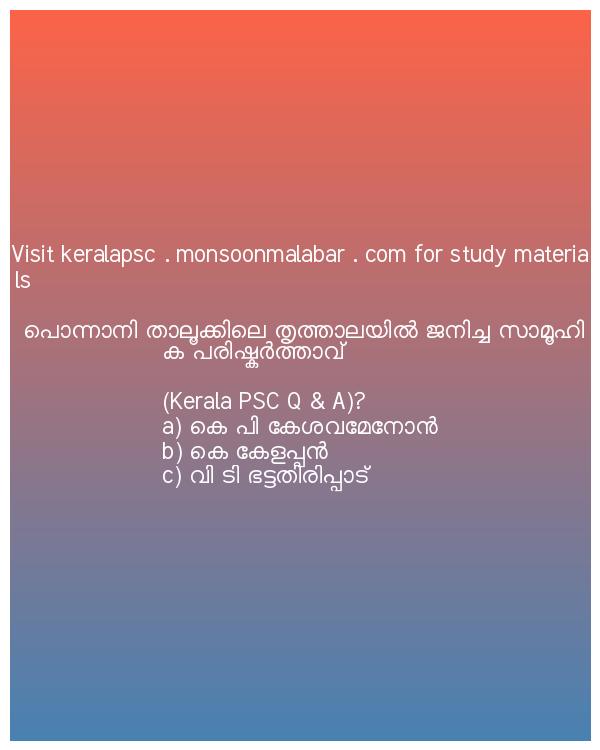 Visit keralapsc . monsoonmalabar . com for study materia
ls
പൊന്നാനി താലൂക്കിലെ തൃത്താലയിൽ ജനിച്ച സാമൂഹി
ക പരിഷ്കർത്താവ്
(Kerala PSC Q & A)?
a) കെ പി കേശവമേനോൻ
b) കെ കേളപ്പൻ
c) വി ടി ഭട്ടതിരിപ്പാട്